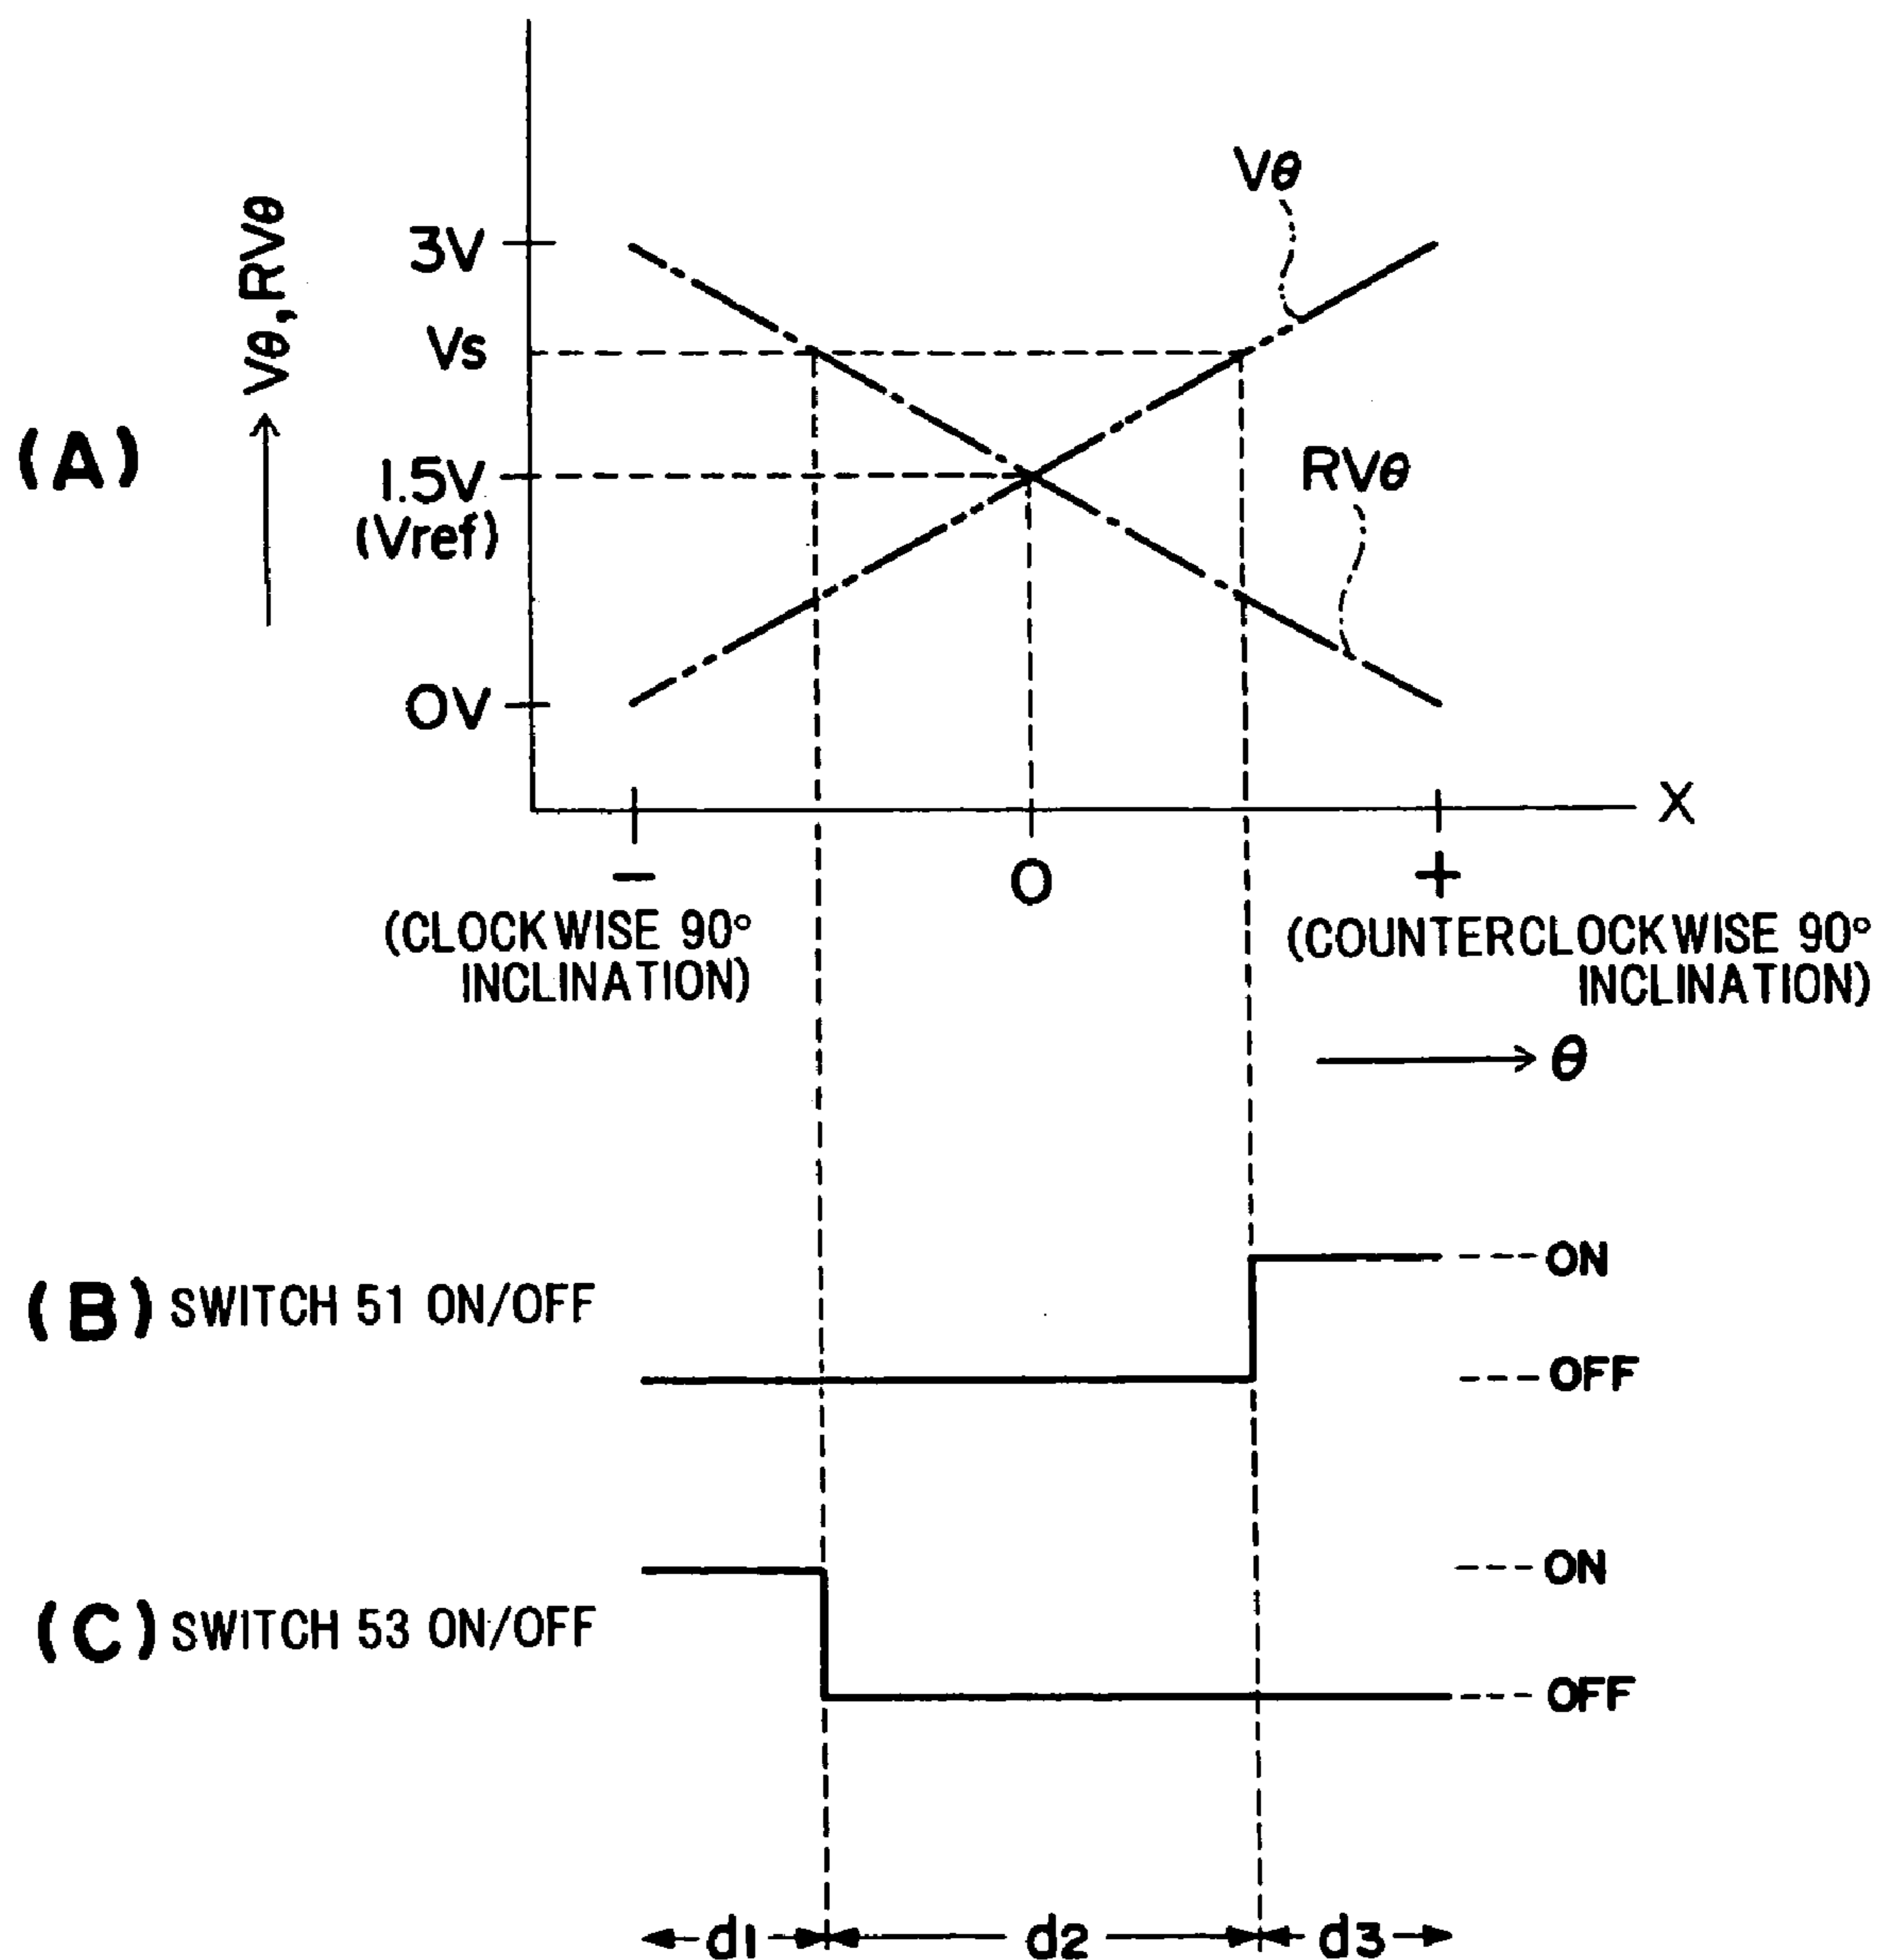 Vθ, RVθ
(A)
3V
Vs
1.5V
(Vref)
0V
Vθ
RVθ
X
−
0
+
(CLOCKWISE 90°
INCLINATION)
(COUNTERCLOCKWISE 90°
INCLINATION)
θ
(B) SWITCH 51 ON/OFF
ON
OFF
(C) SWITCH 53 ON/OFF
ON
OFF
d1
d2
d3